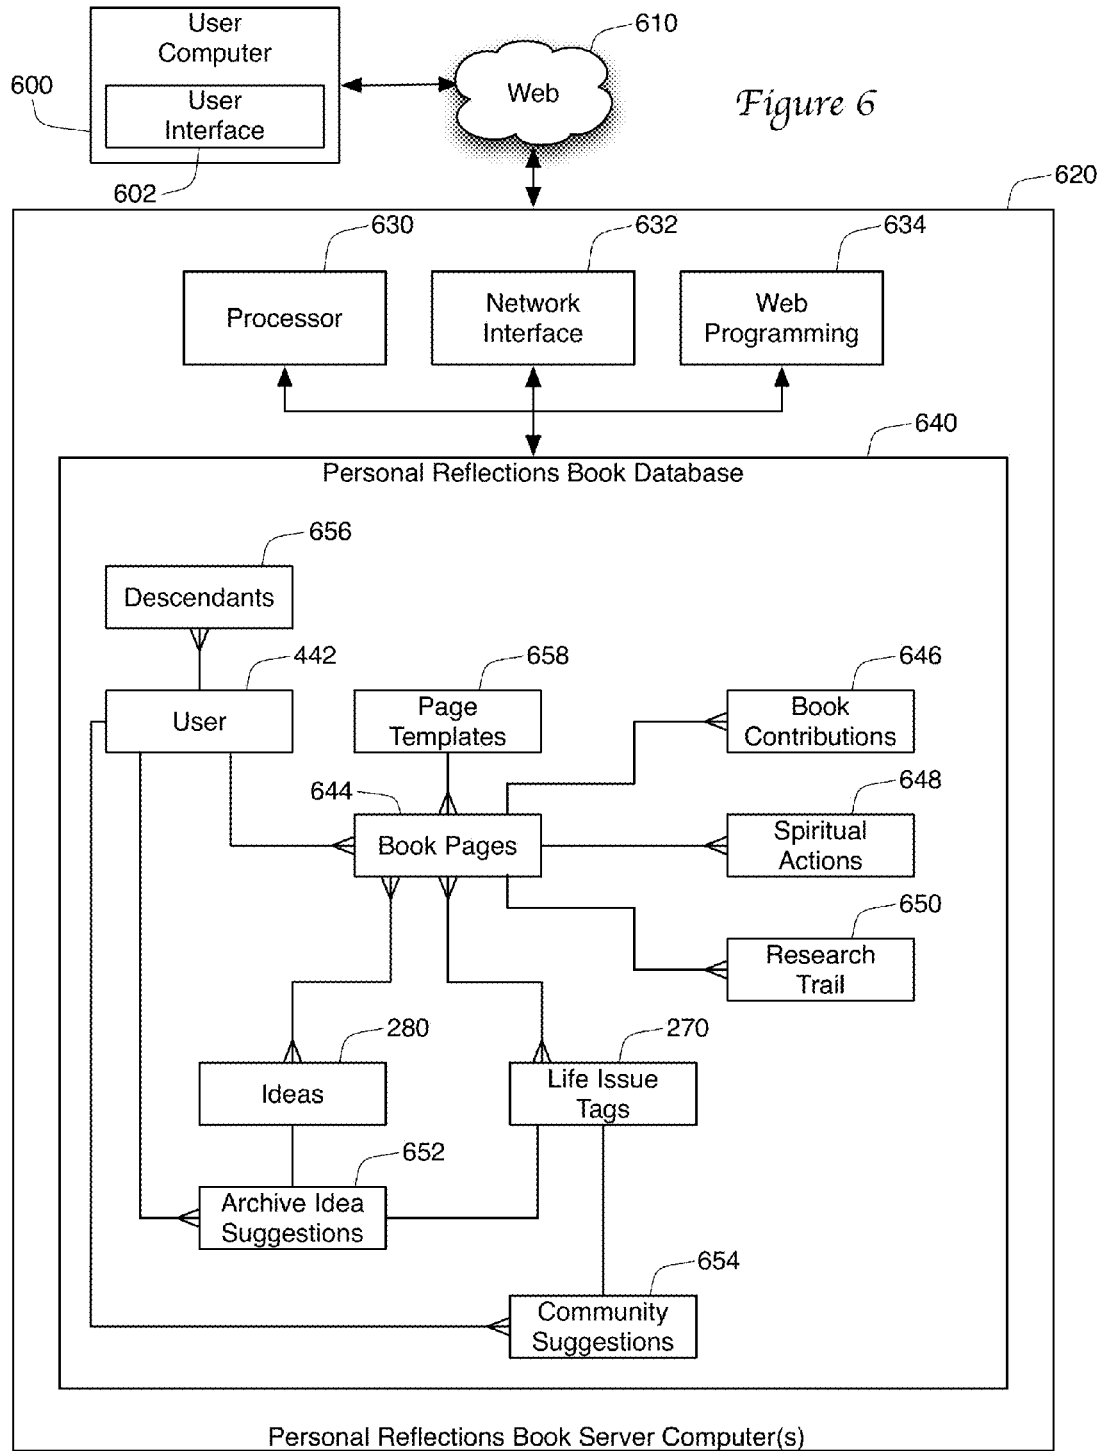 User
Computer
610
600
User
Interface
Web
Figure 6
602
620
630
632
634
Processor
Network
Interface
Web
Programming
640
Personal Reflections Book Database
656
Descendants
442
658
646
User
Page
Templates
Book
Contributions
644
648
Book Pages
Spiritual
Actions
650
Research
Trail
280
270
Ideas
Life Issue
Tags
652
Archive Idea
Suggestions
654
Community
Suggestions
Personal Reflections Book Server Computer(s)